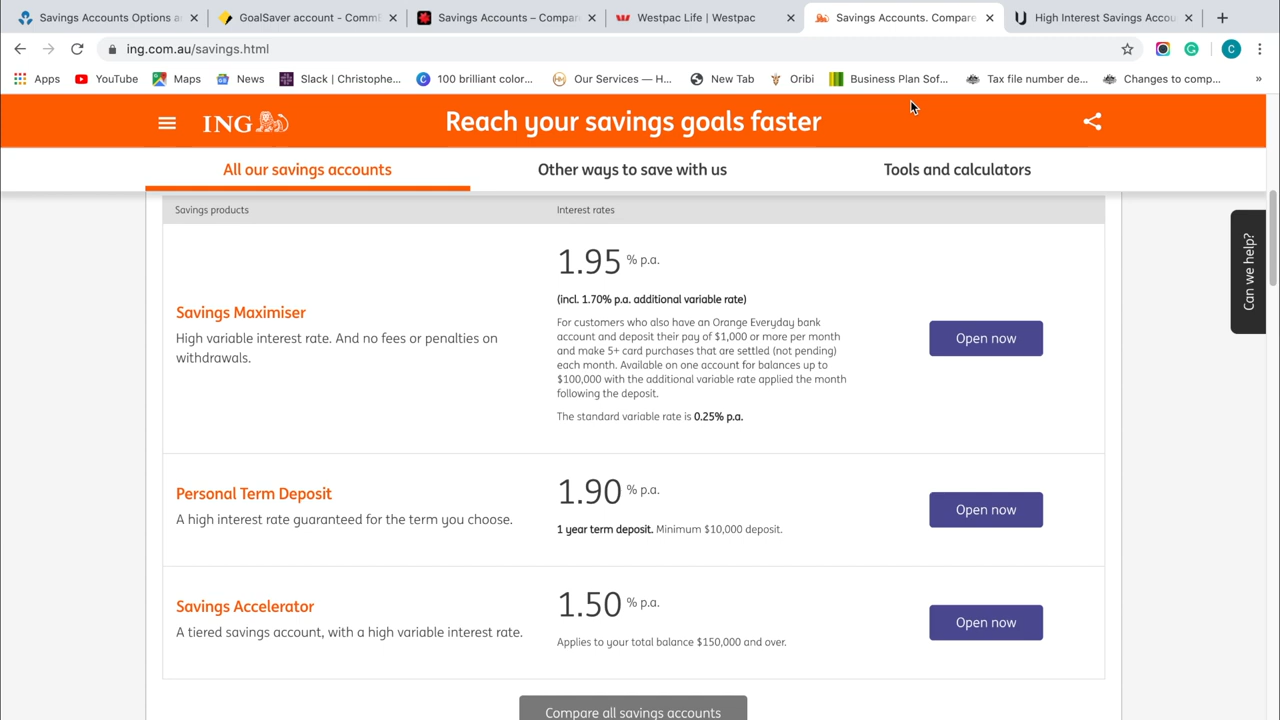 Savings Accounts Options a
GoalSaver account - Comm
Savings Accounts – Compar
Westpac Life | Westpac
Savings Accounts. Compare
High Interest Savings Accou
ing.com.au/savings.html
C
Apps
YouTube
Maps
News
Slack | Christophe...
100 brilliant color...
Our Services — H...
New Tab
Oribi
Business Plan Sof...
Tax file number de...
Changes to comp...
»
ING
Reach your savings goals faster
All our savings accounts
Other ways to save with us
Tools and calculators
Savings products
Interest rates
1.95 % p.a.
(incl. 1.70% p.a. additional variable rate)
Savings Maximiser
High variable interest rate. And no fees or penalties on
withdrawals.
For customers who also have an Orange Everyday bank
account and deposit their pay of $1,000 or more per month
and make 5+ card purchases that are settled (not pending)
each month. Available on one account for balances up to
$100,000 with the additional variable rate applied the month
following the deposit.
The standard variable rate is 0.25% p.a.
Open now
Can we help?
Personal Term Deposit
A high interest rate guaranteed for the term you choose.
1.90 % p.a.
1 year term deposit. Minimum $10,000 deposit.
Open now
Savings Accelerator
A tiered savings account, with a high variable interest rate.
1.50 % p.a.
Applies to your total balance $150,000 and over.
Open now
Compare all savings accounts